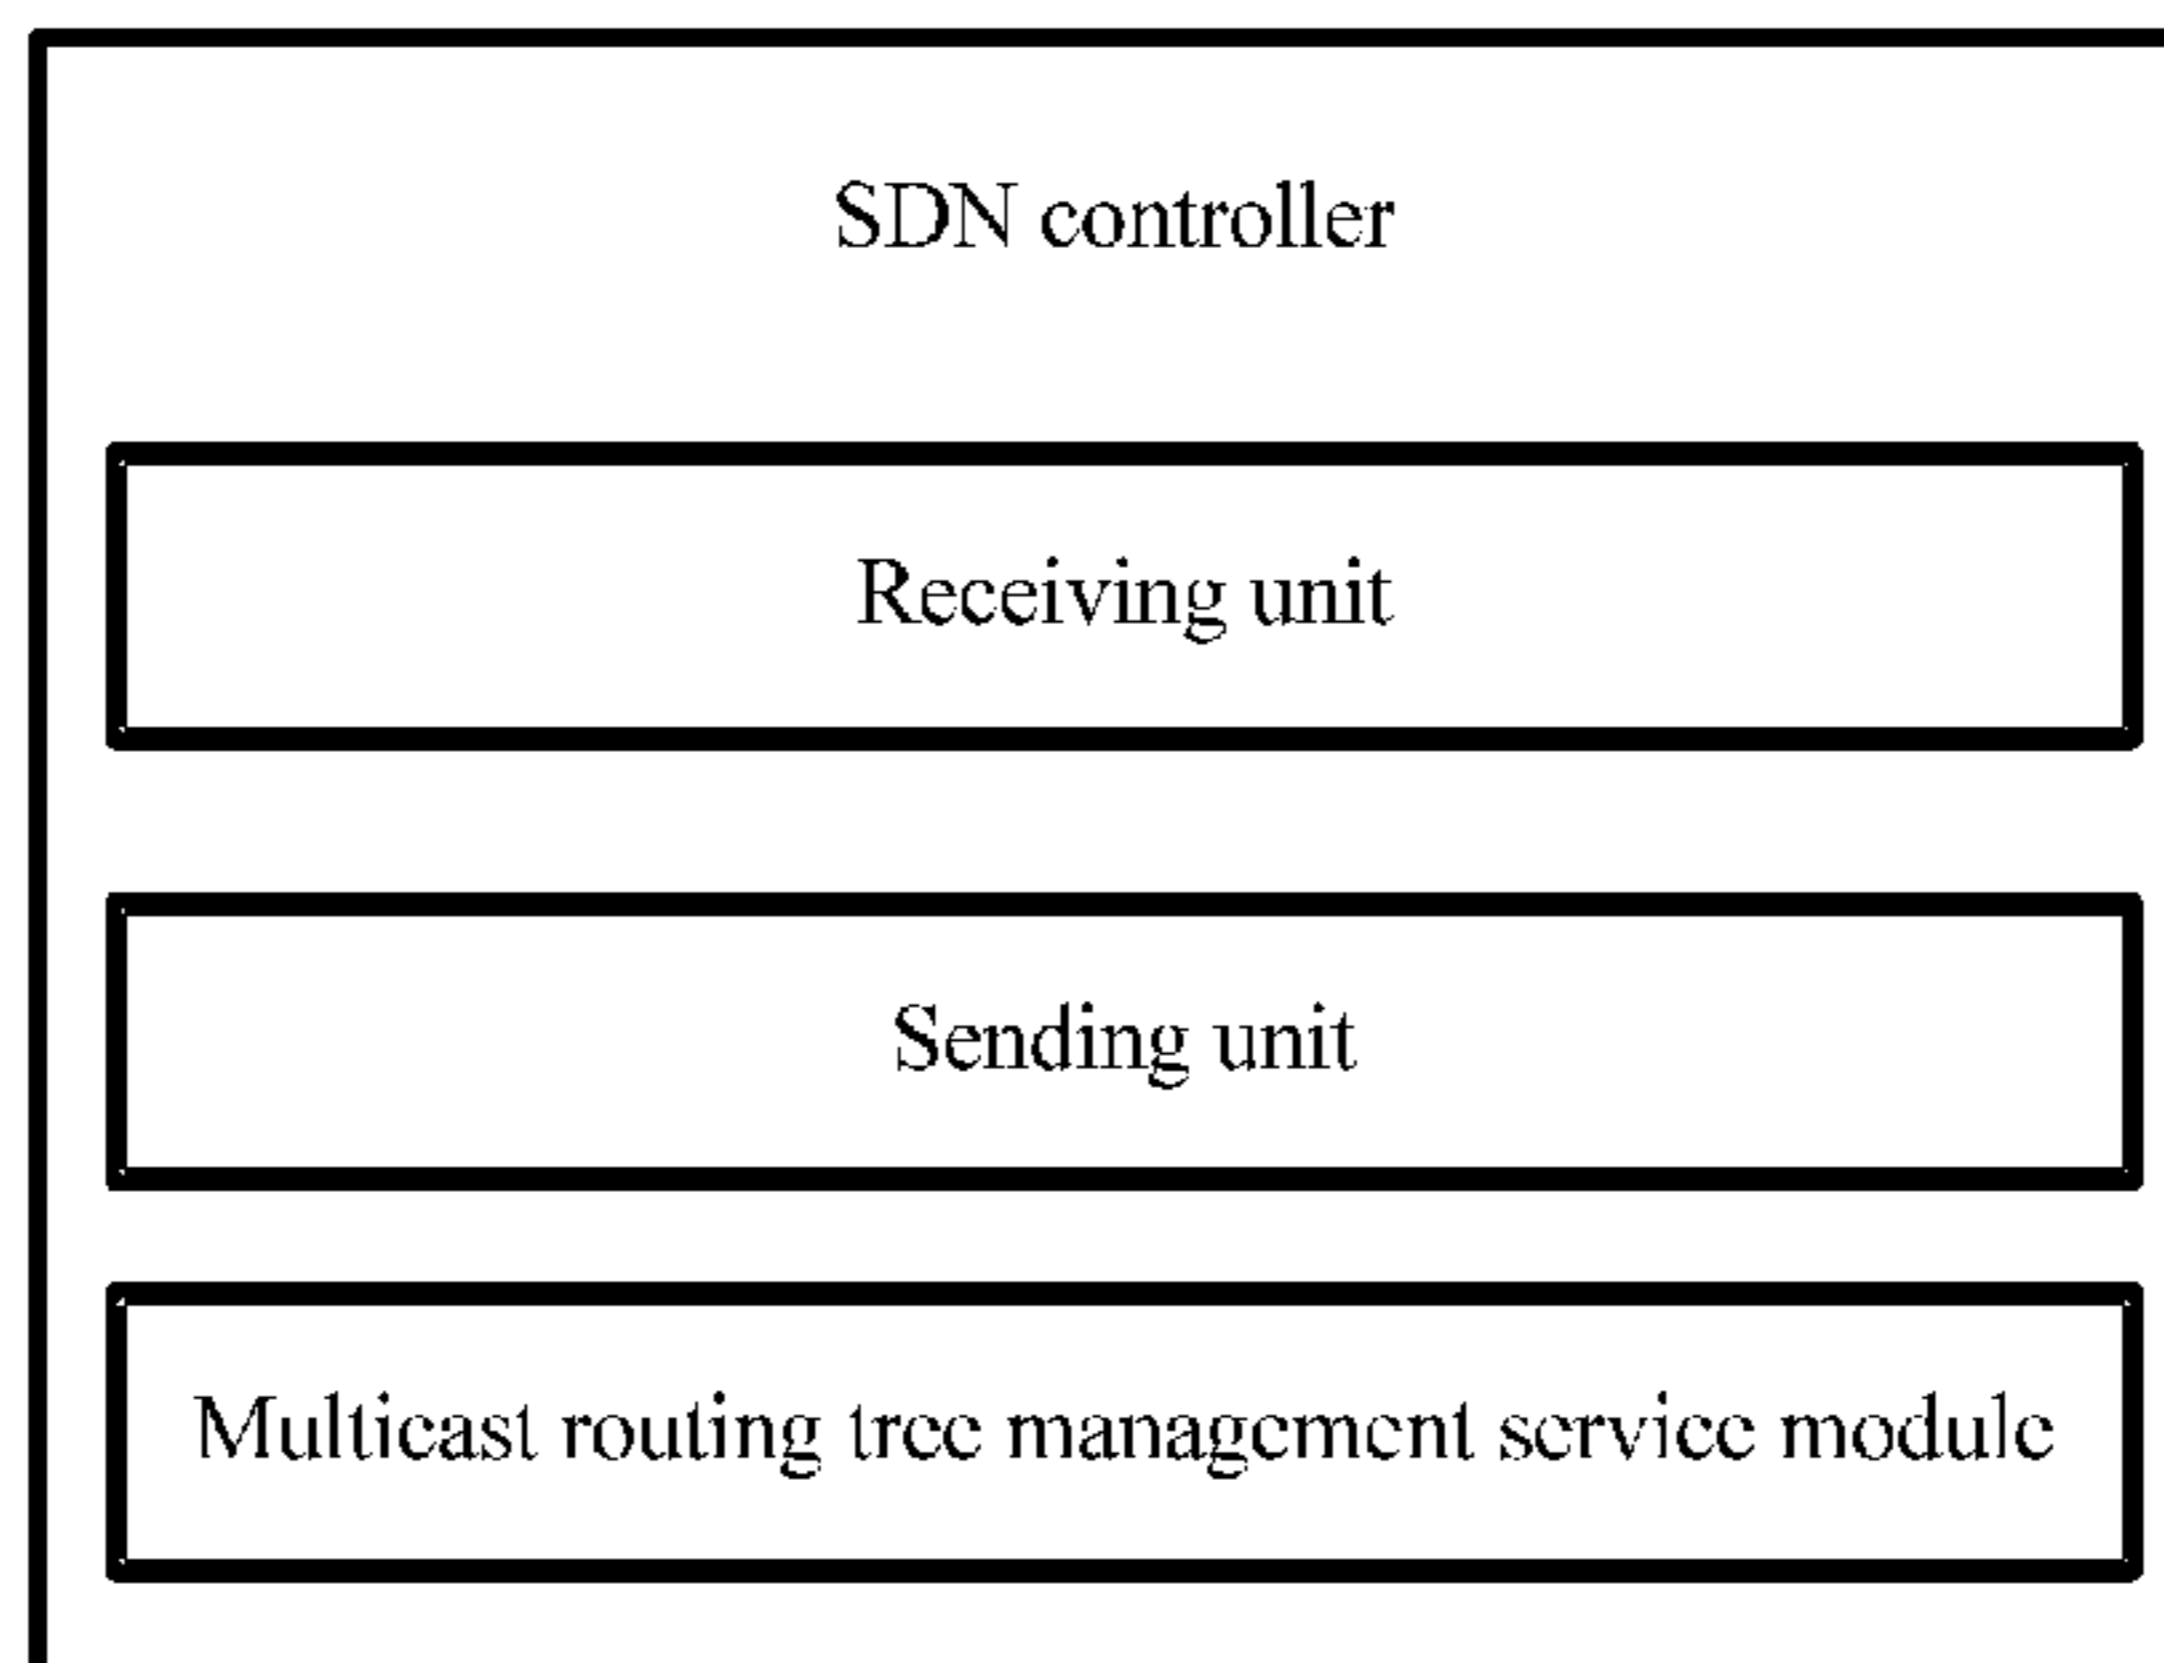 SDN controller
Receiving unit
Sending unit
Multicast routing tree management service module